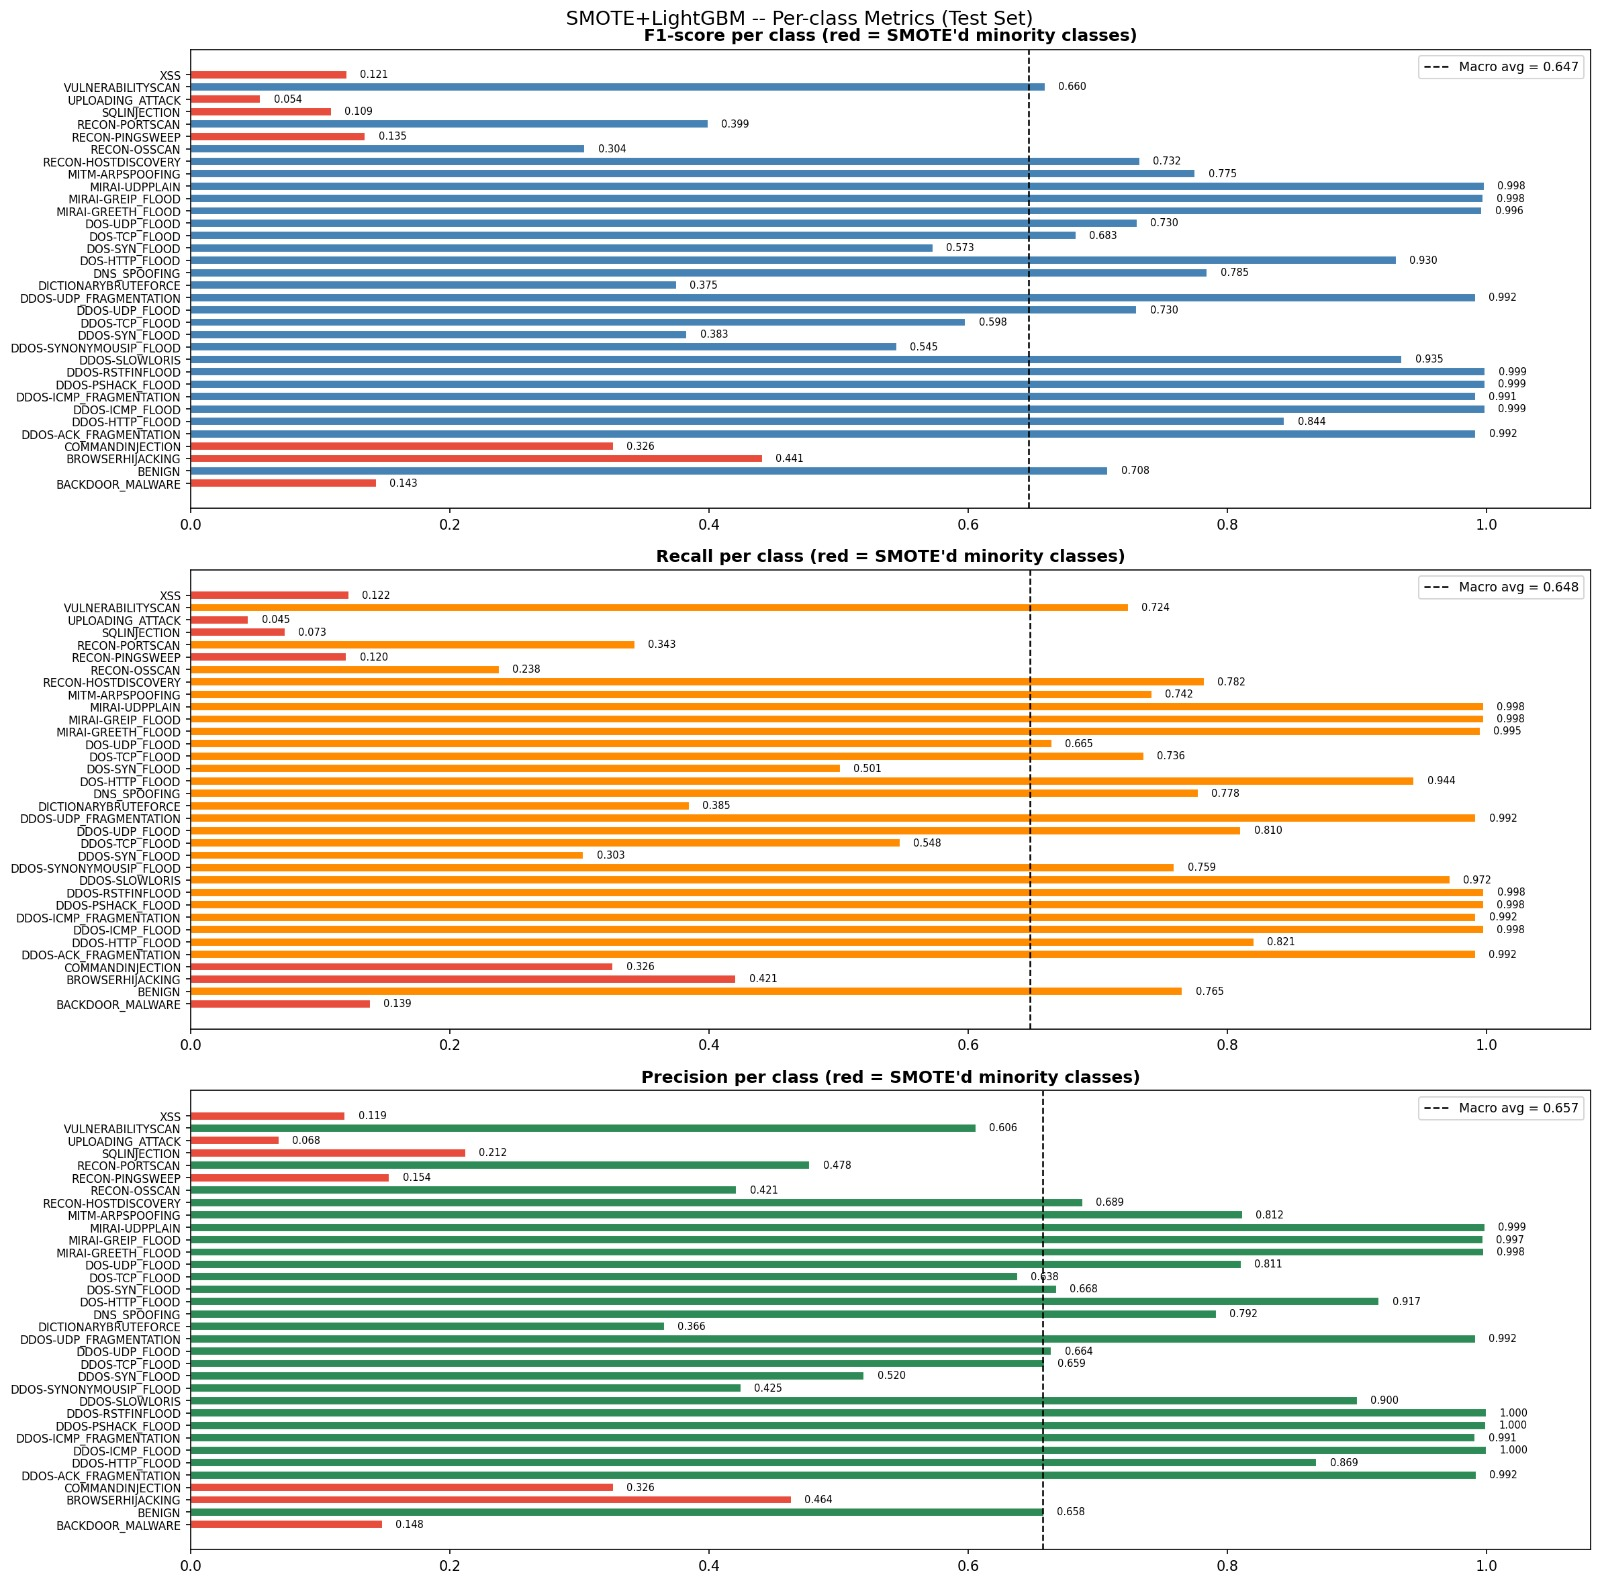 SMOTE+LightGBM -- Per-class Metrics (Test Set)
F1-score per class (red = SMOTE'd minority classes)
Macro avg = 0.647
XSS 0.121
VULNERABILITYSCAN 0.660
UPLOADING_ATTACK 0.054
SQLINJECTION 0.109
RECON-PORTSCAN 0.399
RECON-PINGSWEEP 0.135
RECON-OSSCAN 0.304
RECON-HOSTDISCOVERY 0.732
MITM-ARPSPOOFING 0.775
MIRAI-UDPPLAIN 0.998
MIRAI-GREIP_FLOOD 0.998
MIRAI-GREETH_FLOOD 0.996
DOS-UDP_FLOOD 0.730
DOS-TCP_FLOOD 0.683
DOS-SYN_FLOOD 0.573
DOS-HTTP_FLOOD 0.930
DNS_SPOOFING 0.785
DICTIONARYBRUTEFORCE 0.375
DDOS-UDP_FRAGMENTATION 0.992
DDOS-UDP_FLOOD 0.730
DDOS-TCP_FLOOD 0.598
DDOS-SYN_FLOOD 0.383
DDOS-SYNONYMOUSIP_FLOOD 0.545
DDOS-SLOWLORIS 0.935
DDOS-RSTFINFLOOD 0.999
DDOS-PSHACK_FLOOD 0.999
DDOS-ICMP_FRAGMENTATION 0.991
DDOS-ICMP_FLOOD 0.999
DDOS-HTTP_FLOOD 0.844
DDOS-ACK_FRAGMENTATION 0.992
COMMANDINJECTION 0.326
BROWSERHIJACKING 0.441
BENIGN 0.708
BACKDOOR_MALWARE 0.143
0.0 0.2 0.4 0.6 0.8 1.0
Recall per class (red = SMOTE'd minority classes)
Macro avg = 0.648
XSS 0.122
VULNERABILITYSCAN 0.724
UPLOADING_ATTACK 0.045
SQLINJECTION 0.073
RECON-PORTSCAN 0.343
RECON-PINGSWEEP 0.120
RECON-OSSCAN 0.238
RECON-HOSTDISCOVERY 0.782
MITM-ARPSPOOFING 0.742
MIRAI-UDPPLAIN 0.998
MIRAI-GREIP_FLOOD 0.998
MIRAI-GREETH_FLOOD 0.995
DOS-UDP_FLOOD 0.665
DOS-TCP_FLOOD 0.736
DOS-SYN_FLOOD 0.501
DOS-HTTP_FLOOD 0.944
DNS_SPOOFING 0.778
DICTIONARYBRUTEFORCE 0.385
DDOS-UDP_FRAGMENTATION 0.992
DDOS-UDP_FLOOD 0.810
DDOS-TCP_FLOOD 0.548
DDOS-SYN_FLOOD 0.303
DDOS-SYNONYMOUSIP_FLOOD 0.759
DDOS-SLOWLORIS 0.972
DDOS-RSTFINFLOOD 0.998
DDOS-PSHACK_FLOOD 0.998
DDOS-ICMP_FRAGMENTATION 0.992
DDOS-ICMP_FLOOD 0.998
DDOS-HTTP_FLOOD 0.821
DDOS-ACK_FRAGMENTATION 0.992
COMMANDINJECTION 0.326
BROWSERHIJACKING 0.421
BENIGN 0.765
BACKDOOR_MALWARE 0.139
0.0 0.2 0.4 0.6 0.8 1.0
Precision per class (red = SMOTE'd minority classes)
Macro avg = 0.657
XSS 0.119
VULNERABILITYSCAN 0.606
UPLOADING_ATTACK 0.068
SQLINJECTION 0.212
RECON-PORTSCAN 0.478
RECON-PINGSWEEP 0.154
RECON-OSSCAN 0.421
RECON-HOSTDISCOVERY 0.689
MITM-ARPSPOOFING 0.812
MIRAI-UDPPLAIN 0.999
MIRAI-GREIP_FLOOD 0.997
MIRAI-GREETH_FLOOD 0.998
DOS-UDP_FLOOD 0.811
DOS-TCP_FLOOD 0.638
DOS-SYN_FLOOD 0.668
DOS-HTTP_FLOOD 0.917
DNS_SPOOFING 0.792
DICTIONARYBRUTEFORCE 0.366
DDOS-UDP_FRAGMENTATION 0.992
DDOS-UDP_FLOOD 0.664
DDOS-TCP_FLOOD 0.659
DDOS-SYN_FLOOD 0.520
DDOS-SYNONYMOUSIP_FLOOD 0.425
DDOS-SLOWLORIS 0.900
DDOS-RSTFINFLOOD 1.000
DDOS-PSHACK_FLOOD 1.000
DDOS-ICMP_FRAGMENTATION 0.991
DDOS-ICMP_FLOOD 1.000
DDOS-HTTP_FLOOD 0.869
DDOS-ACK_FRAGMENTATION 0.992
COMMANDINJECTION 0.326
BROWSERHIJACKING 0.464
BENIGN 0.658
BACKDOOR_MALWARE 0.148
0.0 0.2 0.4 0.6 0.8 1.0